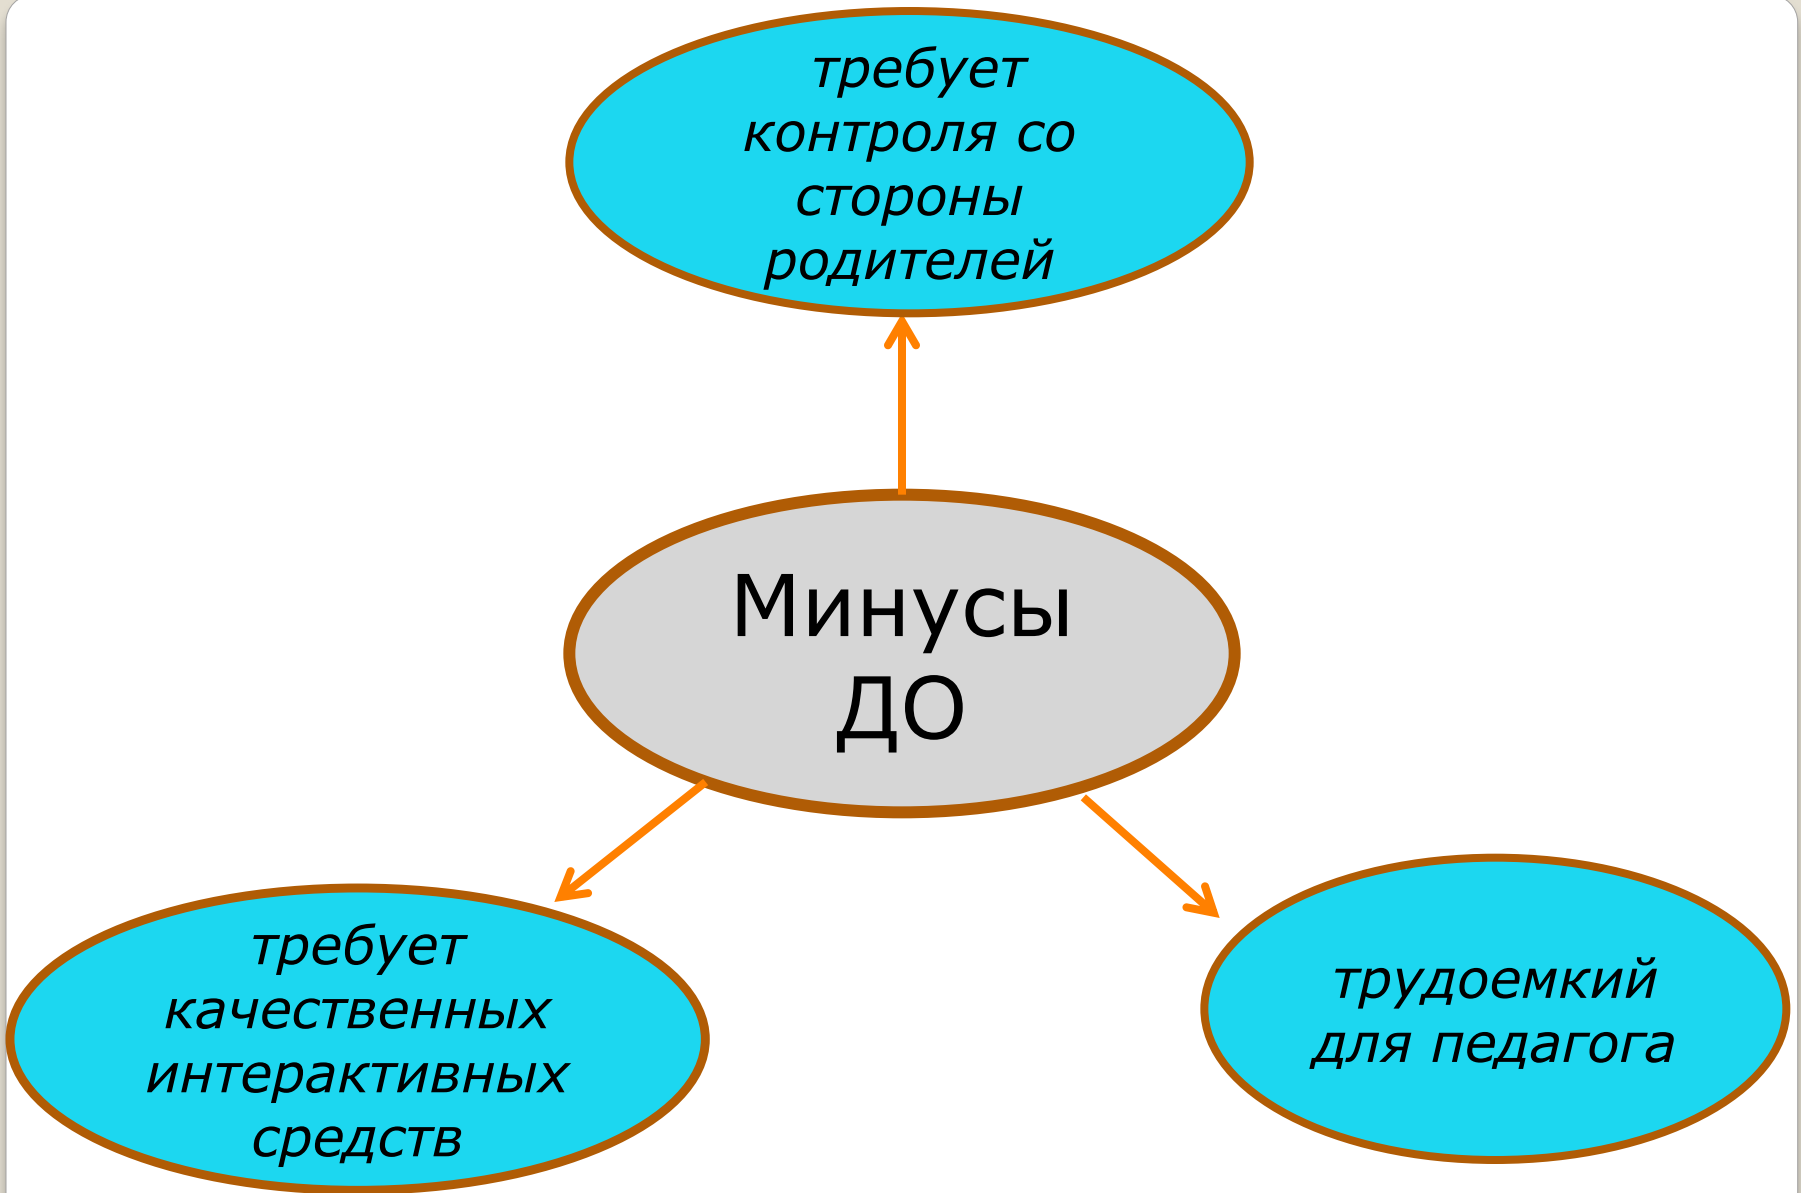 требует
контроля со
стороны
родителей
Минусы
ДО
требует
качественных
интерактивных
средств
трудоемкий
для педагога